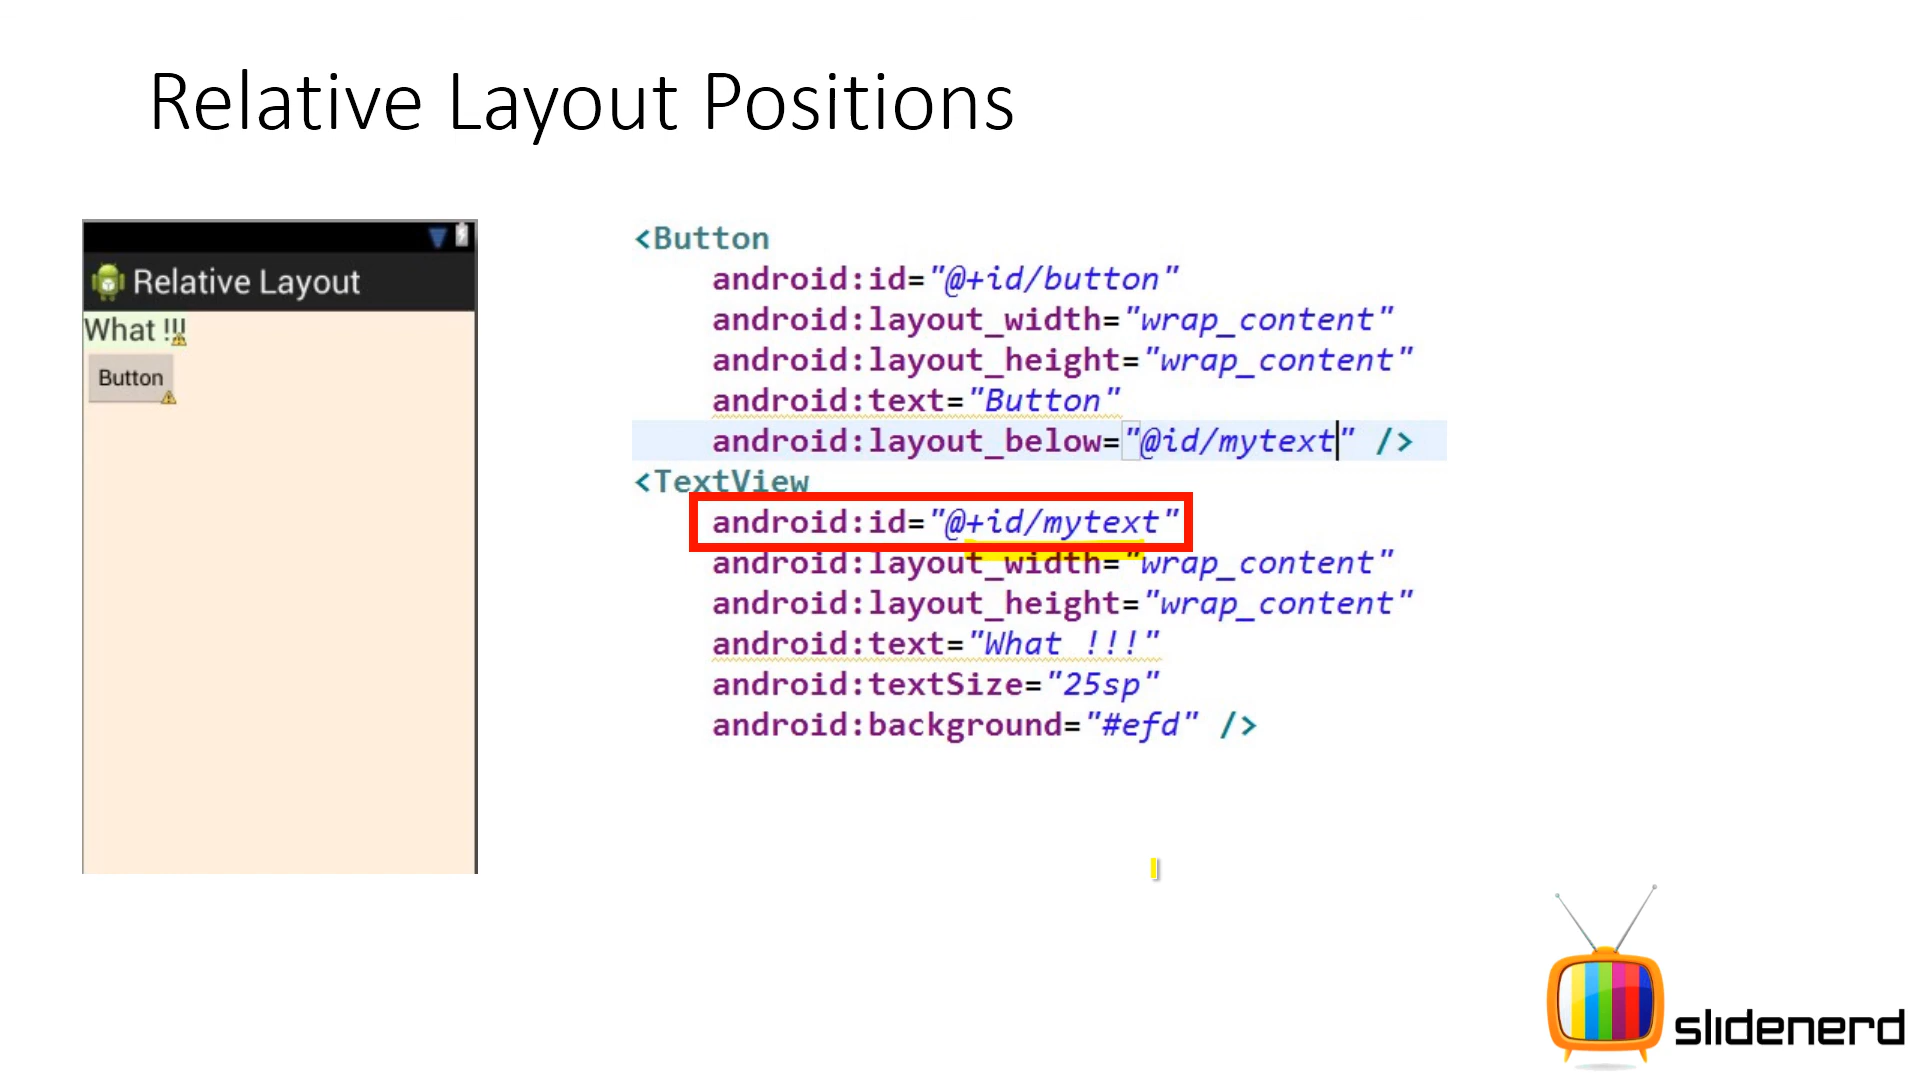 Relative Layout Positions
Relative Layout
What !!!
Button
<Button
android:id="@+id/button"
android:layout_width="wrap_content"
android:layout_height="wrap_content"
android:text="Button"
android:layout_below="@id/mytext" />
<TextView
android:id="@+id/mytext"
android:layout_width="wrap_content"
android:layout_height="wrap_content"
android:text="What !!!"
android:textSize="25sp"
android:background="#efd" />
slidenerd